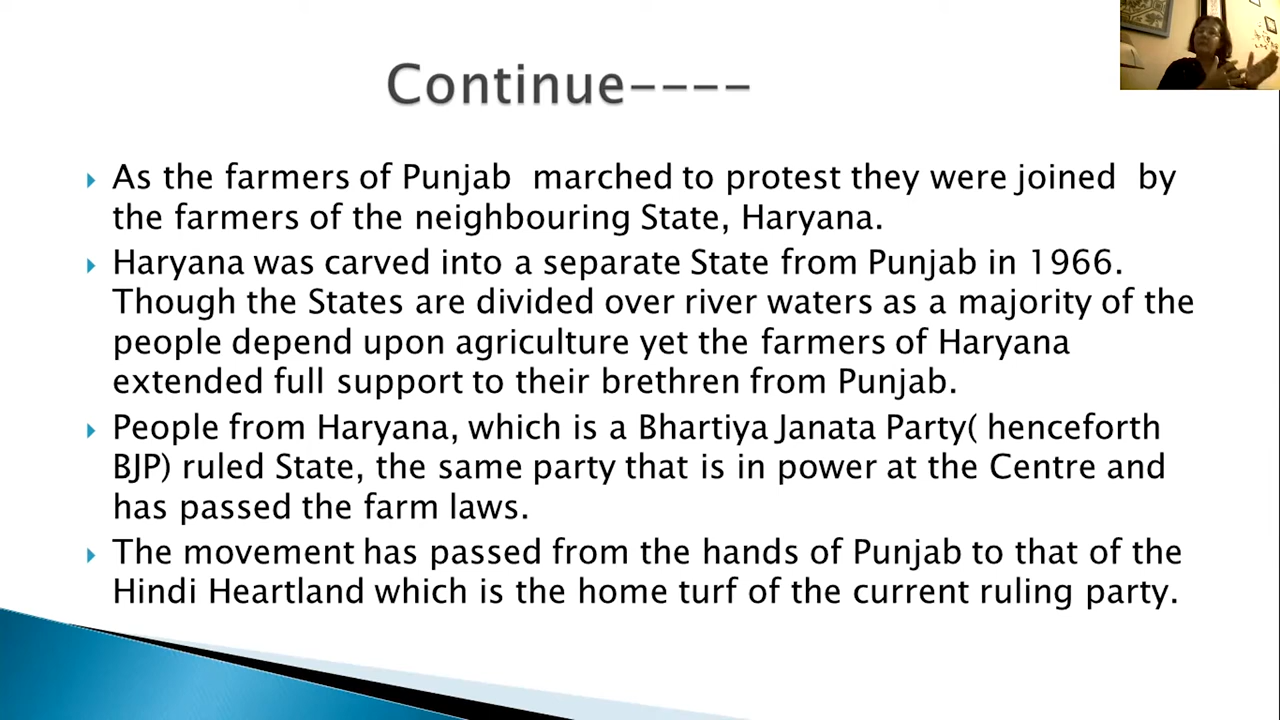 Continue----
As the farmers of Punjab marched to protest they were joined by
the farmers of the neighbouring State, Haryana.
Haryana was carved into a separate State from Punjab in 1966.
Though the States are divided over river waters as a majority of the
people depend upon agriculture yet the farmers of Haryana
extended full support to their brethren from Punjab.
People from Haryana, which is a Bhartiya Janata Party( henceforth
BJP) ruled State, the same party that is in power at the Centre and
has passed the farm laws.
The movement has passed from the hands of Punjab to that of the
Hindi Heartland which is the home turf of the current ruling party.